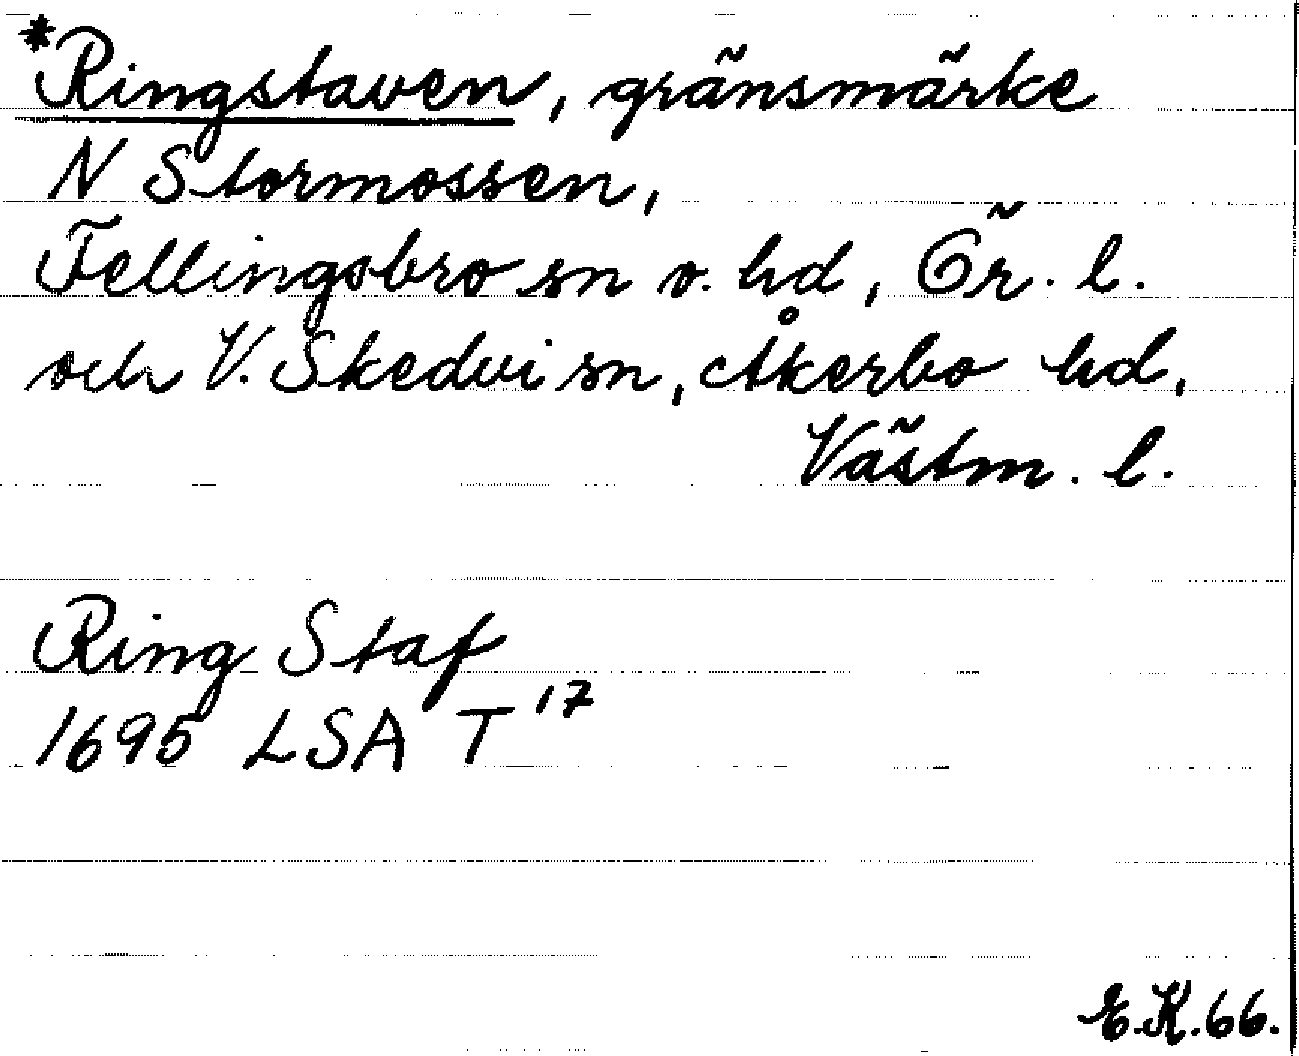 *Ringstaven, gränsmärke
N Stormossen,
Fellingsbro sn o. hd, Ör. l.
och V. Skedvi sn, Åkerbo hd,
Västm. l.
Ring Staf
1695 LSA T 17
E.K.66.